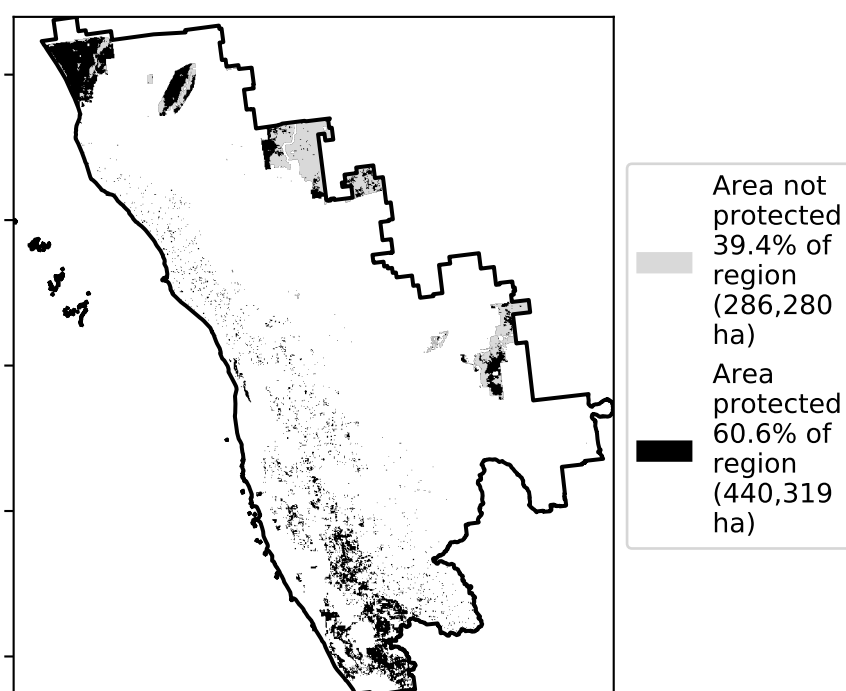 Area not
protected
39.4% of
region
(286,280
ha)
Area
protected
60.6% of
region
(440,319
ha)